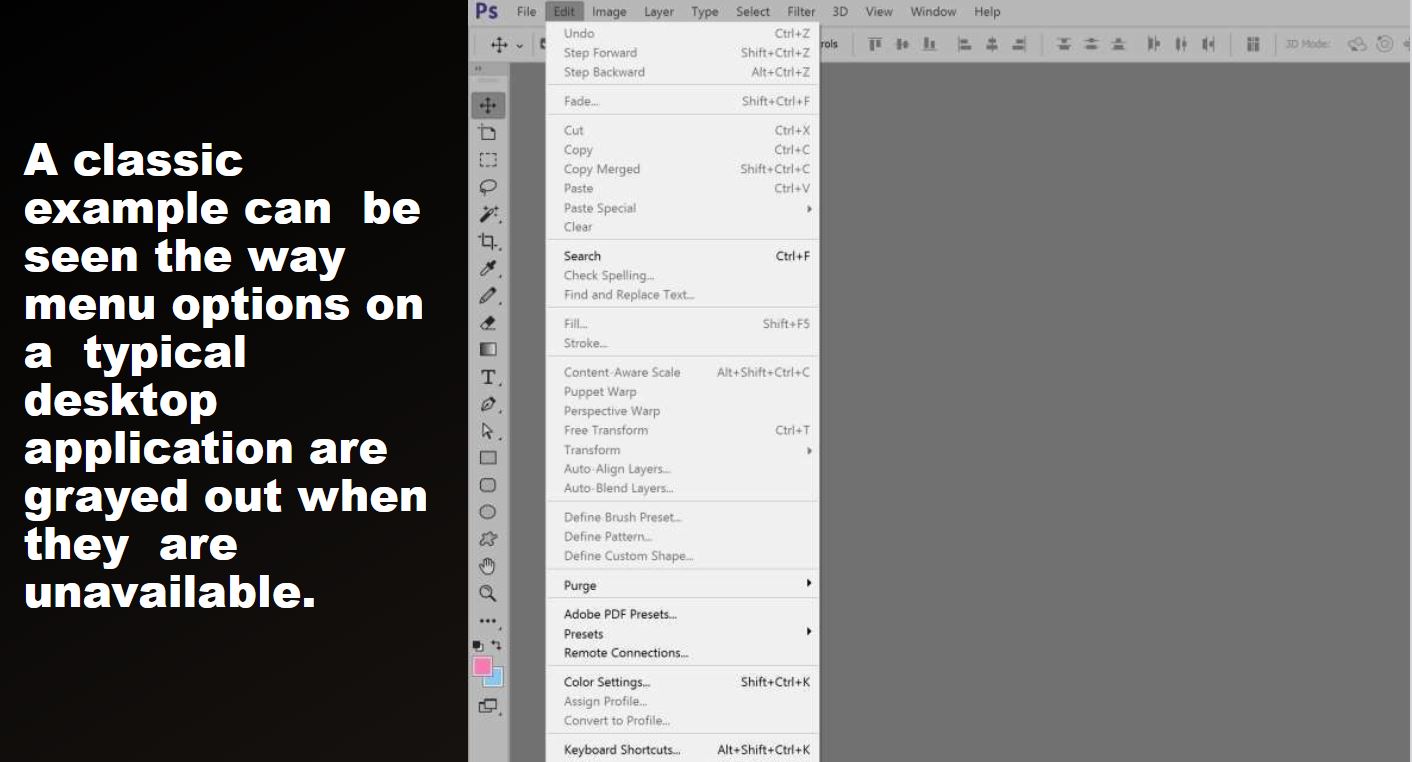 A classic
example can be
seen the way
menu options on
a typical
desktop
application are
grayed out when
they are
unavailable.
Ps File Edit Image Layer Type Select Filter 3D View Window Help
rols 3D Mode:
Undo Ctrl+Z
Step Forward Shift+Ctrl+Z
Step Backward Alt+Ctrl+Z
Fade... Shift+Ctrl+F
Cut Ctrl+X
Copy Ctrl+C
Copy Merged Shift+Ctrl+C
Paste Ctrl+V
Paste Special
Clear
Search Ctrl+F
Check Spelling...
Find and Replace Text...
Fill... Shift+F5
Stroke...
Content-Aware Scale Alt+Shift+Ctrl+C
Puppet Warp
Perspective Warp
Free Transform Ctrl+T
Transform
Auto-Align Layers...
Auto-Blend Layers...
Define Brush Preset...
Define Pattern...
Define Custom Shape...
Purge
Adobe PDF Presets...
Presets
Remote Connections...
Color Settings... Shift+Ctrl+K
Assign Profile...
Convert to Profile...
Keyboard Shortcuts... Alt+Shift+Ctrl+K